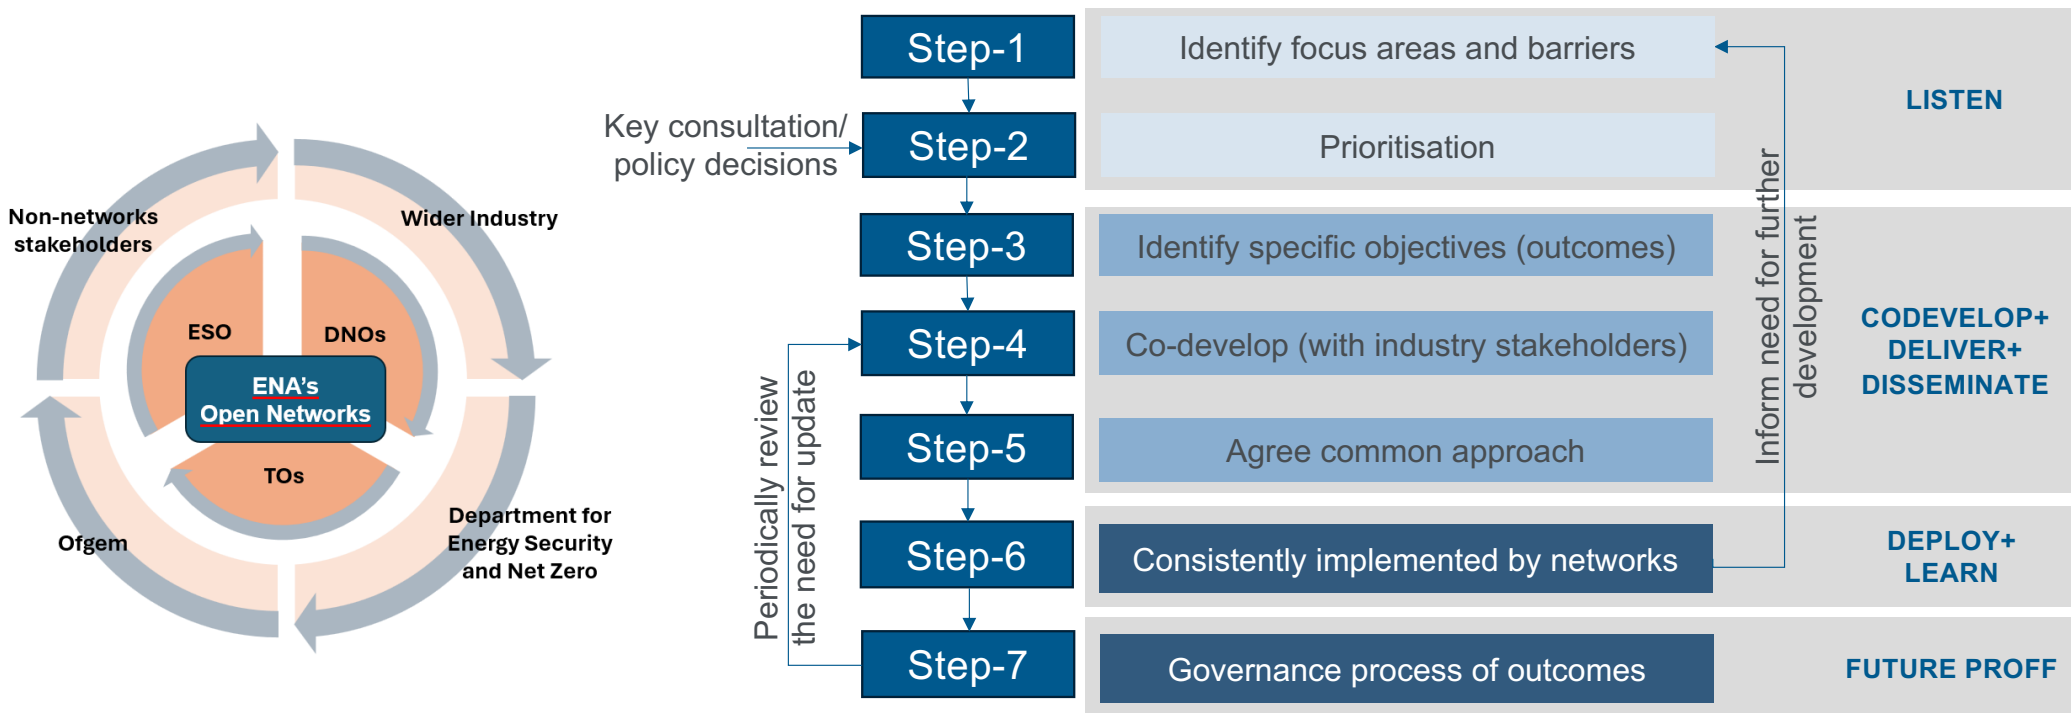 Non-networks
stakeholders
Wider Industry
ESO
DNOs
ENA's
Open Networks
TOs
Ofgem
Department for
Energy Security
and Net Zero
Key consultation/
policy decisions
Periodically review
the need for update
Step-1
Identify focus areas and barriers
Step-2
Prioritisation
LISTEN
Step-3
Identify specific objectives (outcomes)
Step-4
Co-develop (with industry stakeholders)
Step-5
Agree common approach
CODEVELOP+
DELIVER+
DISSEMINATE
Step-6
Consistently implemented by networks
DEPLOY+
LEARN
Step-7
Governance process of outcomes
FUTURE PROFF
Inform need for further
development